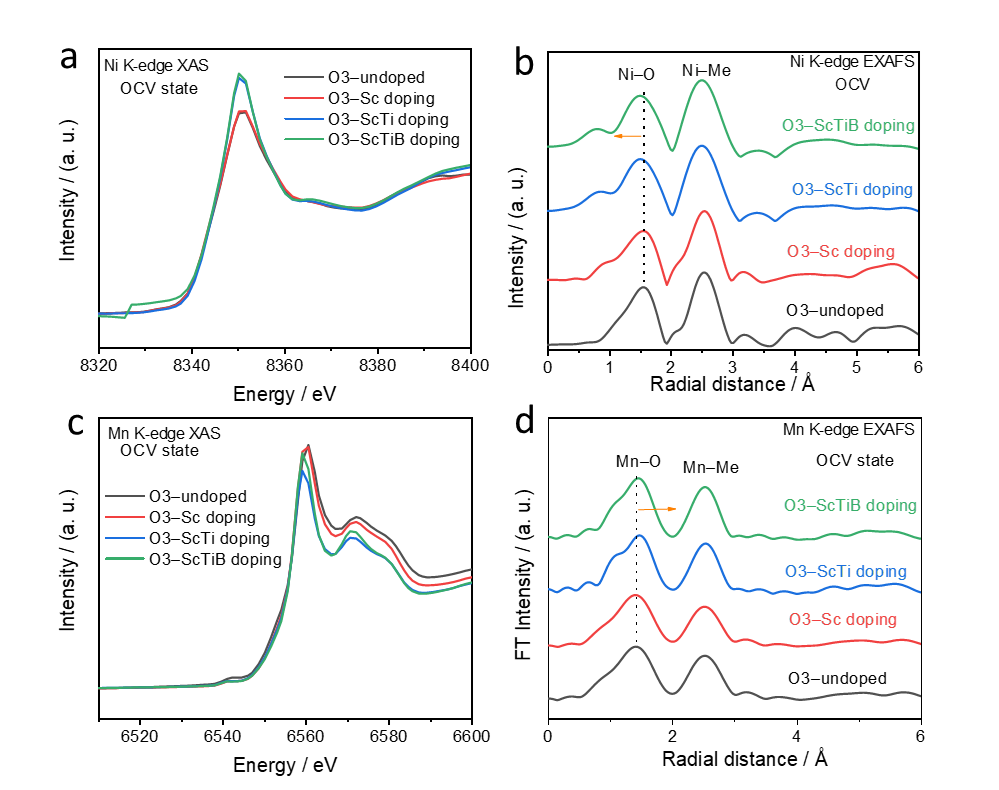 a
Ni K-edge XAS
OCV state
O3–undoped
O3–Sc doping
O3–ScTi doping
O3–ScTiB doping
Intensity / (a. u.)
8320
8340
8360
8380
8400
Energy / eV
b
Ni K-edge EXAFS
OCV
Ni–O
Ni–Me
O3–ScTiB doping
O3–ScTi doping
O3–Sc doping
O3–undoped
Intensity / (a. u.)
0
1
2
3
4
5
6
Radial distance / Å
c
Mn K-edge XAS
OCV state
O3–undoped
O3–Sc doping
O3–ScTi doping
O3–ScTiB doping
Intensity / (a. u.)
6520
6540
6560
6580
6600
Energy / eV
d
Mn K-edge EXAFS
OCV state
Mn–O
Mn–Me
O3–ScTiB doping
O3–ScTi doping
O3–Sc doping
O3–undoped
FT Intensity / (a. u.)
0
2
4
6
Radial distance / Å